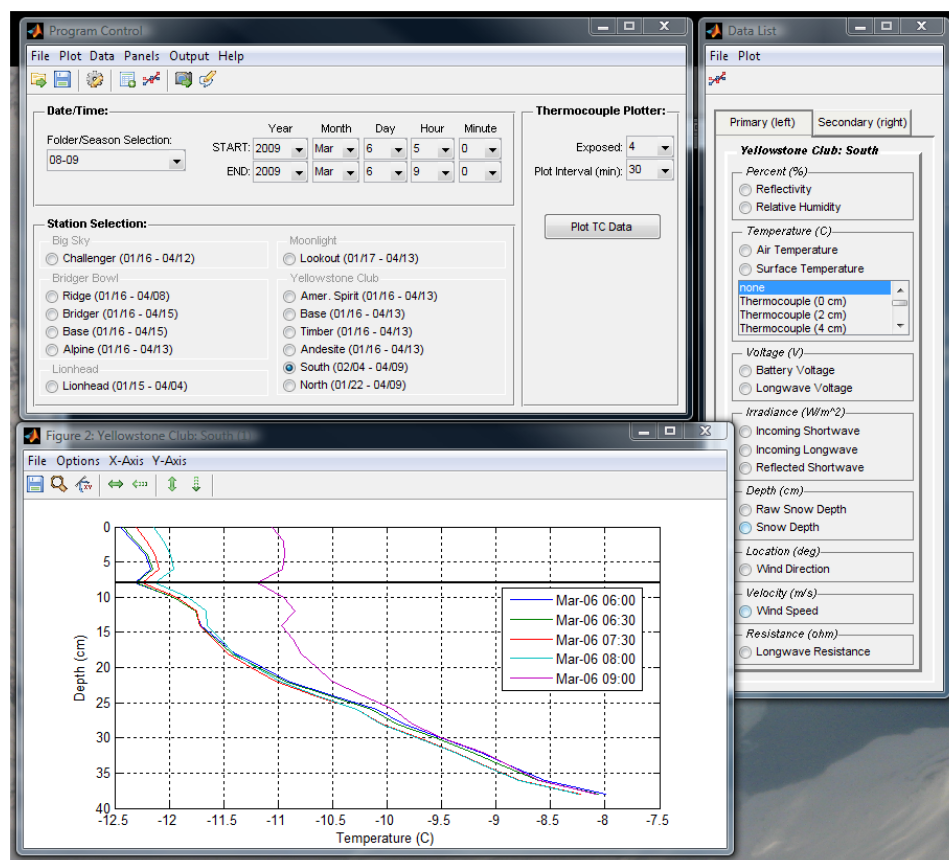 Program Control
File Plot Data Panels Output Help
Date/Time:
Folder/Season Selection:
08-09
Year Month Day Hour Minute
START: 2009 Mar 6 5 0
END: 2009 Mar 6 9 0
Thermocouple Plotter:
Exposed: 4
Plot Interval (min): 30
Plot TC Data
Station Selection:
Big Sky
Challenger (01/16 - 04/12)
Bridger Bowl
Ridge (01/16 - 04/08)
Bridger (01/16 - 04/15)
Base (01/16 - 04/15)
Alpine (01/16 - 04/13)
Lionhead
Lionhead (01/15 - 04/04)
Moonlight
Lookout (01/17 - 04/13)
Yellowstone Club
Amer. Spirit (01/16 - 04/13)
Base (01/16 - 04/13)
Timber (01/16 - 04/13)
Andesite (01/16 - 04/13)
South (02/04 - 04/09)
North (01/22 - 04/09)
Data List
File Plot
Primary (left) Secondary (right)
Yellowstone Club: South
Percent (%)
Reflectivity
Relative Humidity
Temperature (C)
Air Temperature
Surface Temperature
none
Thermocouple (0 cm)
Thermocouple (2 cm)
Thermocouple (4 cm)
Voltage (V)
Battery Voltage
Longwave Voltage
Irradiance (W/m^2)
Incoming Shortwave
Incoming Longwave
Reflected Shortwave
Depth (cm)
Raw Snow Depth
Snow Depth
Location (deg)
Wind Direction
Velocity (m/s)
Wind Speed
Resistance (ohm)
Longwave Resistance
Figure 2: Yellowstone Club: South (1)
File Options X-Axis Y-Axis
0
5
10
15
20
25
30
35
40
Depth (cm)
Mar-06 06:00
Mar-06 06:30
Mar-06 07:30
Mar-06 08:00
Mar-06 09:00
-12.5 -12 -11.5 -11 -10.5 -10 -9.5 -9 -8.5 -8 -7.5
Temperature (C)